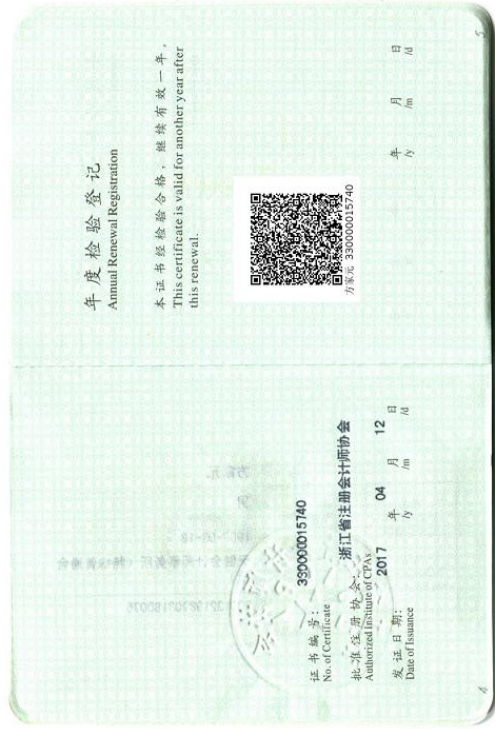 证书编号：
No. of Certificate
330000015740
批准注册协会：
Authorized Institute of CPAs
浙江省注册会计师协会
发证日期：
Date of Issuance
2017 年 04 月 12 日
/y /m /d
4
年度检验登记
Annual Renewal Registration
本证书经检验合格，继续有效一年。
This certificate is valid for another year after
this renewal.
方家元 330000015740
年 月 日
/y /m /d
5